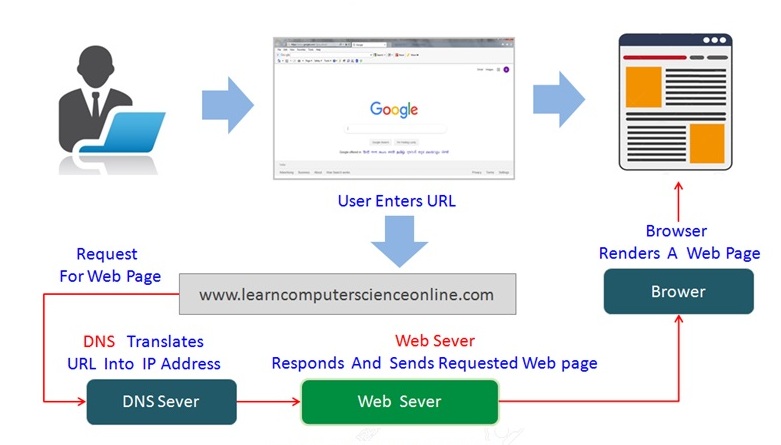 Google
User Enters URL
Request
For Web Page
www.learncomputerscienceonline.com
Browser
Renders A Web Page
Brower
DNS Translates
URL Into IP Address
Web Sever
Responds And Sends Requested Web page
DNS Sever
Web Sever